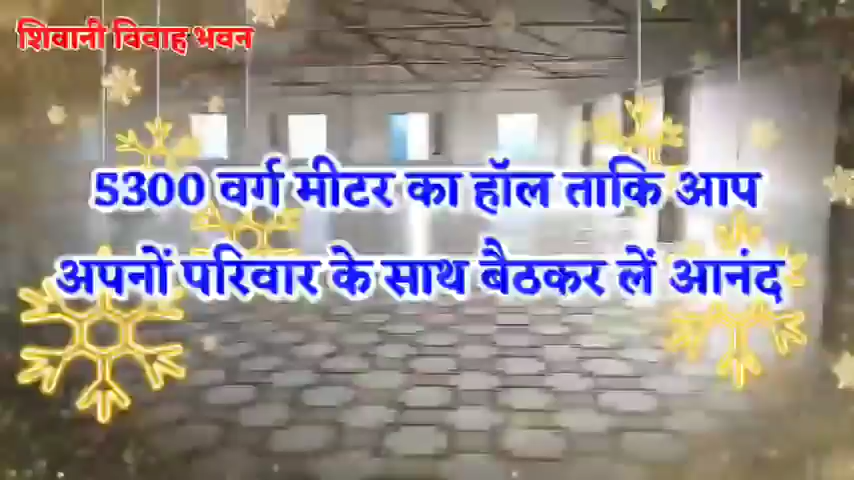 शिवानी विवाह भवन
5300 वर्ग मीटर का हॉल ताकि आप
अपनों परिवार के साथ बैठकर लें आनंद